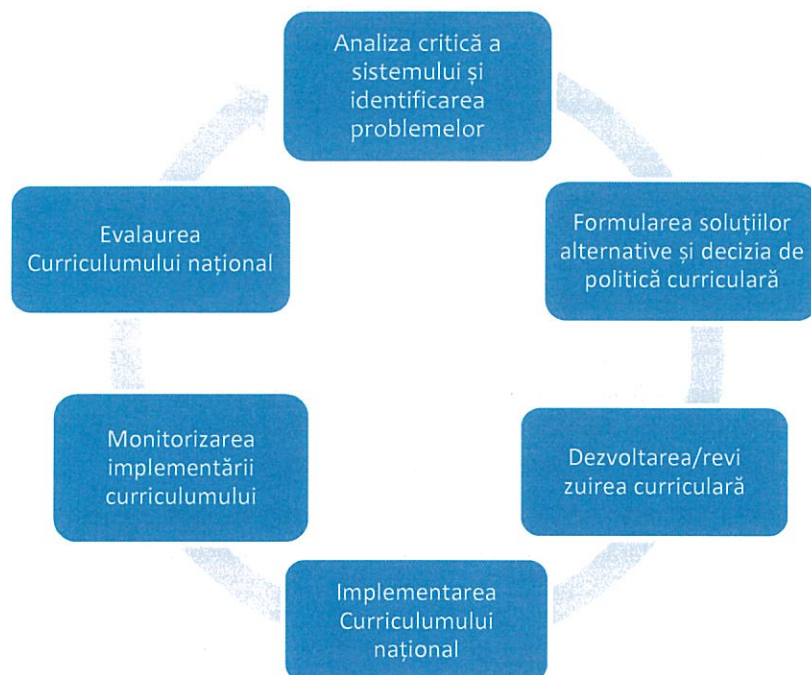 Analiza critică a
sistemului și
identificarea
problemelor
Formularea soluțiilor
alternative și decizia de
politică curriculară
Dezvoltarea/revi
zuirea curriculară
Implementarea
Curriculumului
național
Monitorizarea
implementării
curriculumului
Evalaurea
Curriculumului național